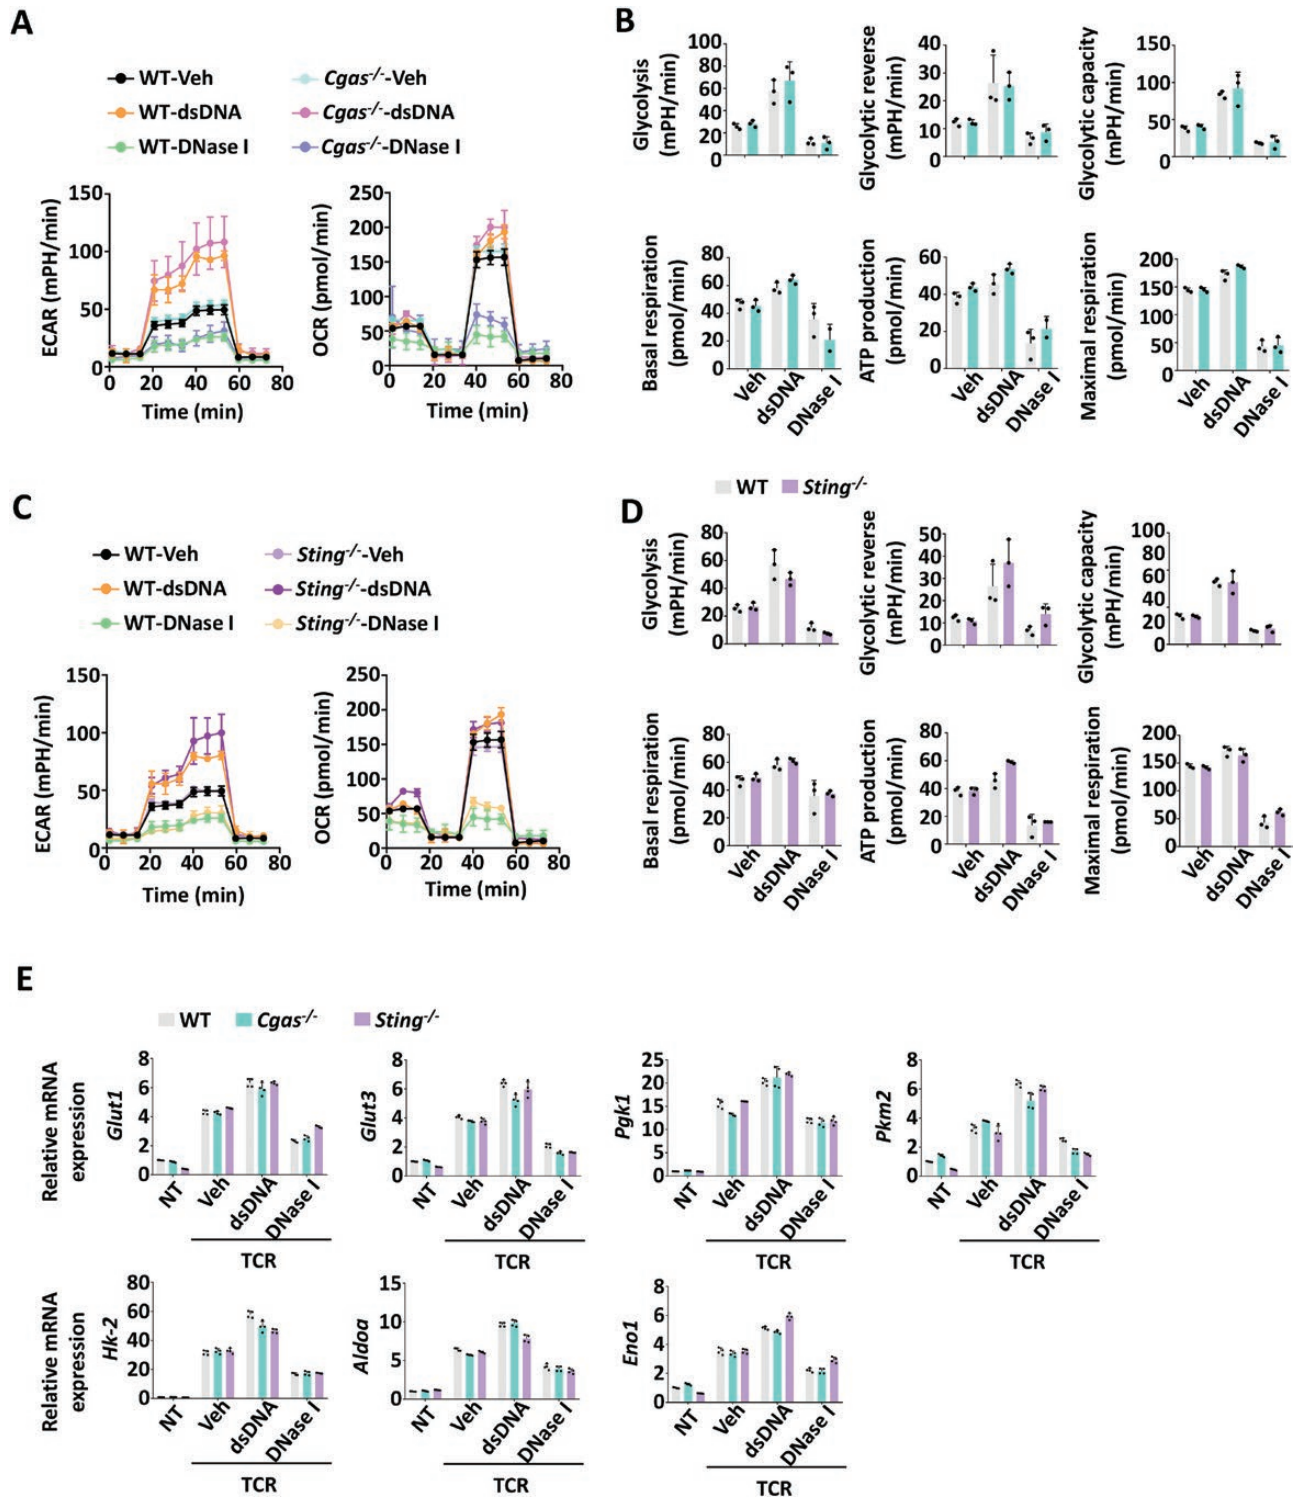 A
WT-Veh
WT-dsDNA
WT-DNase I
Cgas-/--Veh
Cgas-/--dsDNA
Cgas-/--DNase I
ECAR (mPH/min)
150
100
50
0
0 20 40 60 80
Time (min)
OCR (pmol/min)
250
200
150
100
50
0
0 20 40 60 80
Time (min)
B
Glycolysis
(mPH/min)
100
80
60
40
20
0
Glycolytic reverse
(mPH/min)
40
30
20
10
0
Glycolytic capacity
(mPH/min)
150
100
50
0
Basal respiration
(pmol/min)
80
60
40
20
0
Veh
dsDNA
DNase I
ATP production
(pmol/min)
60
40
20
0
Veh
dsDNA
DNase I
Maximal respiration
(pmol/min)
200
150
100
50
0
Veh
dsDNA
DNase I
C
WT-Veh
WT-dsDNA
WT-DNase I
Sting-/--Veh
Sting-/--dsDNA
Sting-/--DNase I
ECAR (mPH/min)
150
100
50
0
0 20 40 60 80
Time (min)
OCR (pmol/min)
250
200
150
100
50
0
0 20 40 60 80
Time (min)
D
WT Sting-/-
Glycolysis
(mPH/min)
80
60
40
20
0
Glycolytic reverse
(mPH/min)
50
40
30
20
10
0
Glycolytic capacity
(mPH/min)
100
80
60
40
20
0
Basal respiration
(pmol/min)
80
60
40
20
0
Veh
dsDNA
DNase I
ATP production
(pmol/min)
80
60
40
20
0
Veh
dsDNA
DNase I
Maximal respiration
(pmol/min)
200
150
100
50
0
Veh
dsDNA
DNase I
E
WT Cgas-/- Sting-/-
Relative mRNA
expression
Glut1
8
6
4
2
0
NT
Veh
dsDNA
DNase I
TCR
Glut3
8
6
4
2
0
NT
Veh
dsDNA
DNase I
TCR
Pgk1
25
20
15
10
5
0
NT
Veh
dsDNA
DNase I
TCR
Pkm2
8
6
4
2
0
NT
Veh
dsDNA
DNase I
TCR
Relative mRNA
expression
Hk-2
80
60
40
20
0
NT
Veh
dsDNA
DNase I
TCR
Aldoa
15
10
5
0
NT
Veh
dsDNA
DNase I
TCR
Eno1
8
6
4
2
0
NT
Veh
dsDNA
DNase I
TCR